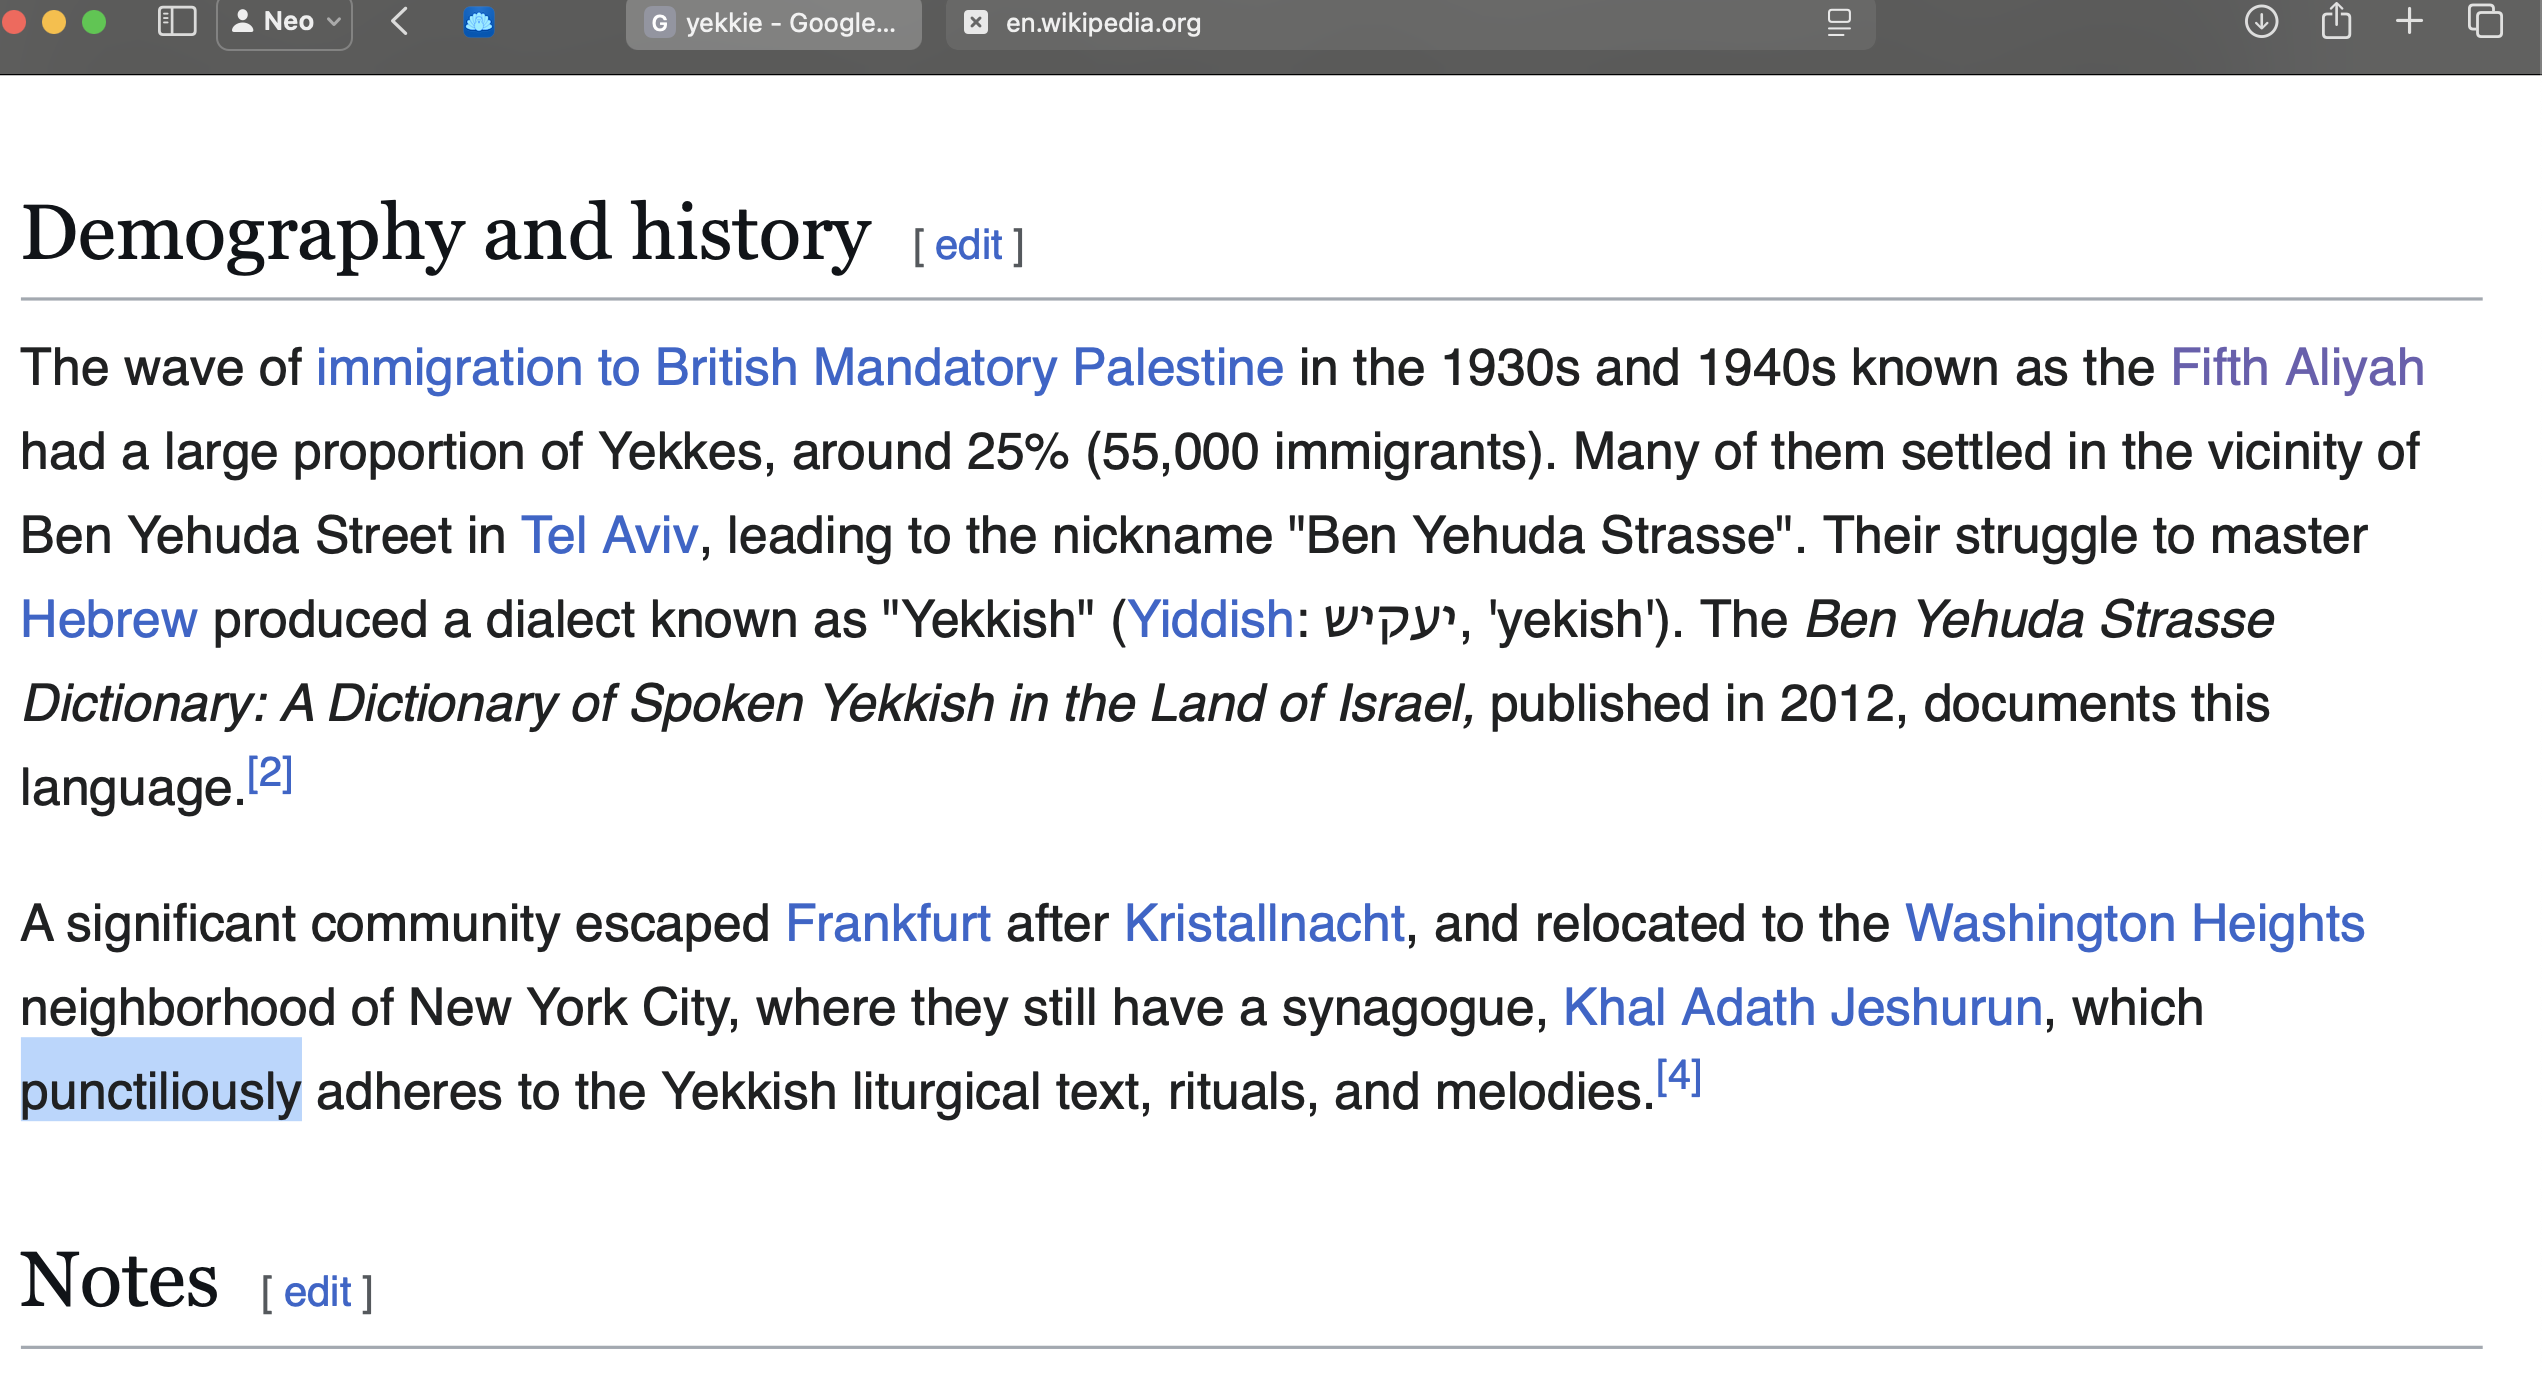 Neo
G yekkie - Google...
en.wikipedia.org
Demography and history [ edit ]
The wave of immigration to British Mandatory Palestine in the 1930s and 1940s known as the Fifth Aliyah
had a large proportion of Yekkes, around 25% (55,000 immigrants). Many of them settled in the vicinity of
Ben Yehuda Street in Tel Aviv, leading to the nickname "Ben Yehuda Strasse". Their struggle to master
Hebrew produced a dialect known as "Yekkish" (Yiddish: יעקיש, 'yekish'). The Ben Yehuda Strasse
Dictionary: A Dictionary of Spoken Yekkish in the Land of Israel, published in 2012, documents this
language.[2]
A significant community escaped Frankfurt after Kristallnacht, and relocated to the Washington Heights
neighborhood of New York City, where they still have a synagogue, Khal Adath Jeshurun, which
punctiliously adheres to the Yekkish liturgical text, rituals, and melodies.[4]
Notes [ edit ]